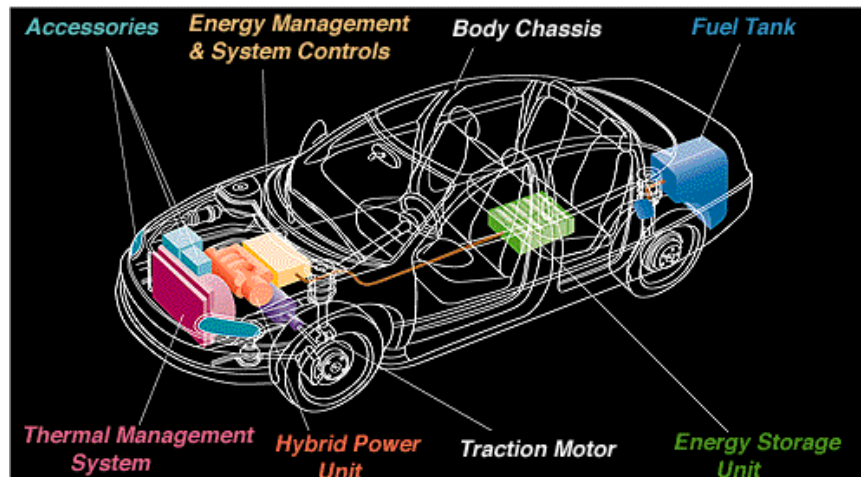 Accessories
Energy Management
& System Controls
Body Chassis
Fuel Tank
Thermal Management
System
Hybrid Power
Unit
Traction Motor
Energy Storage
Unit